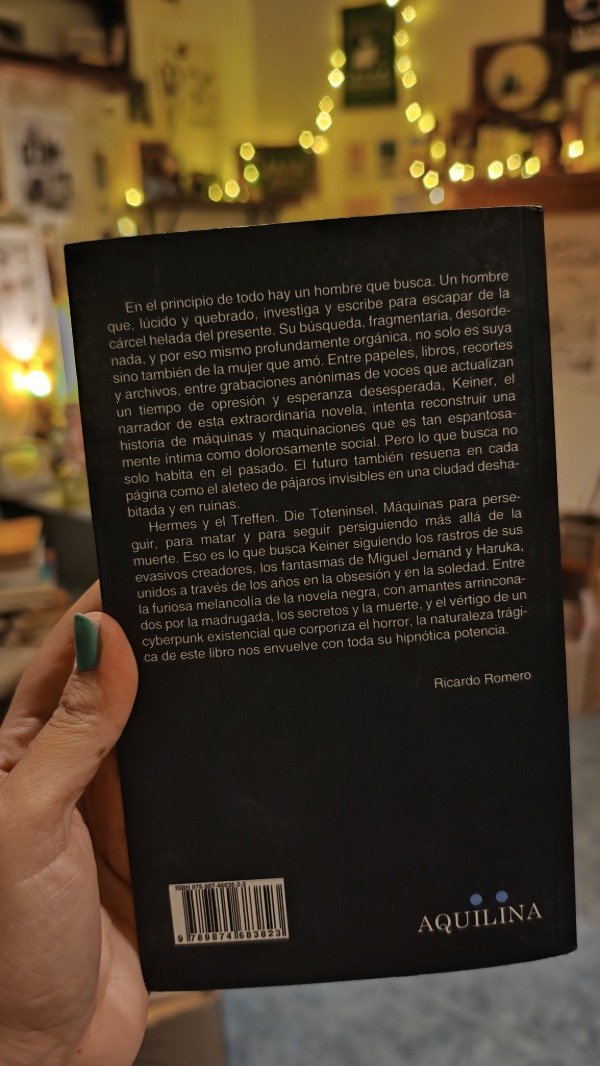 En el principio de todo hay un hombre que busca. Un hombre
que, lúcido y quebrado, investiga y escribe para escapar de la
cárcel helada del presente. Su búsqueda, fragmentaria, desorde-
nada, y por eso mismo profundamente orgánica, no solo es suya
sino también de la mujer que amó. Entre papeles, libros, recortes
y archivos, entre grabaciones anónimas de voces que actualizan
un tiempo de opresión y esperanza desesperada, Keiner, el
narrador de esta extraordinaria novela, intenta reconstruir una
historia de máquinas y maquinaciones que es tan espantosa-
mente íntima como dolorosamente social. Pero lo que busca no
solo habita en el pasado. El futuro también resuena en cada
página como el aleteo de pájaros invisibles en una ciudad desha-
bitada y en ruinas.
Hermes y el Treffen. Die Toteninsel. Máquinas para perse-
guir, para matar y para seguir persiguiendo más allá de la
muerte. Eso es lo que busca Keiner siguiendo los rastros de sus
evasivos creadores, los fantasmas de Miguel Jemand y Haruka,
unidos a través de los años en la obsesión y en la soledad. Entre
la furiosa melancolía de la novela negra, con amantes arrincona-
dos por la madrugada, los secretos y la muerte, y el vértigo de un
cyberpunk existencial que corporiza el horror, la naturaleza trági-
ca de este libro nos envuelve con toda su hipnótica potencia.
Ricardo Romero
ISBN 978-987-46838-2-3
9 789874 683823
AQUILINA